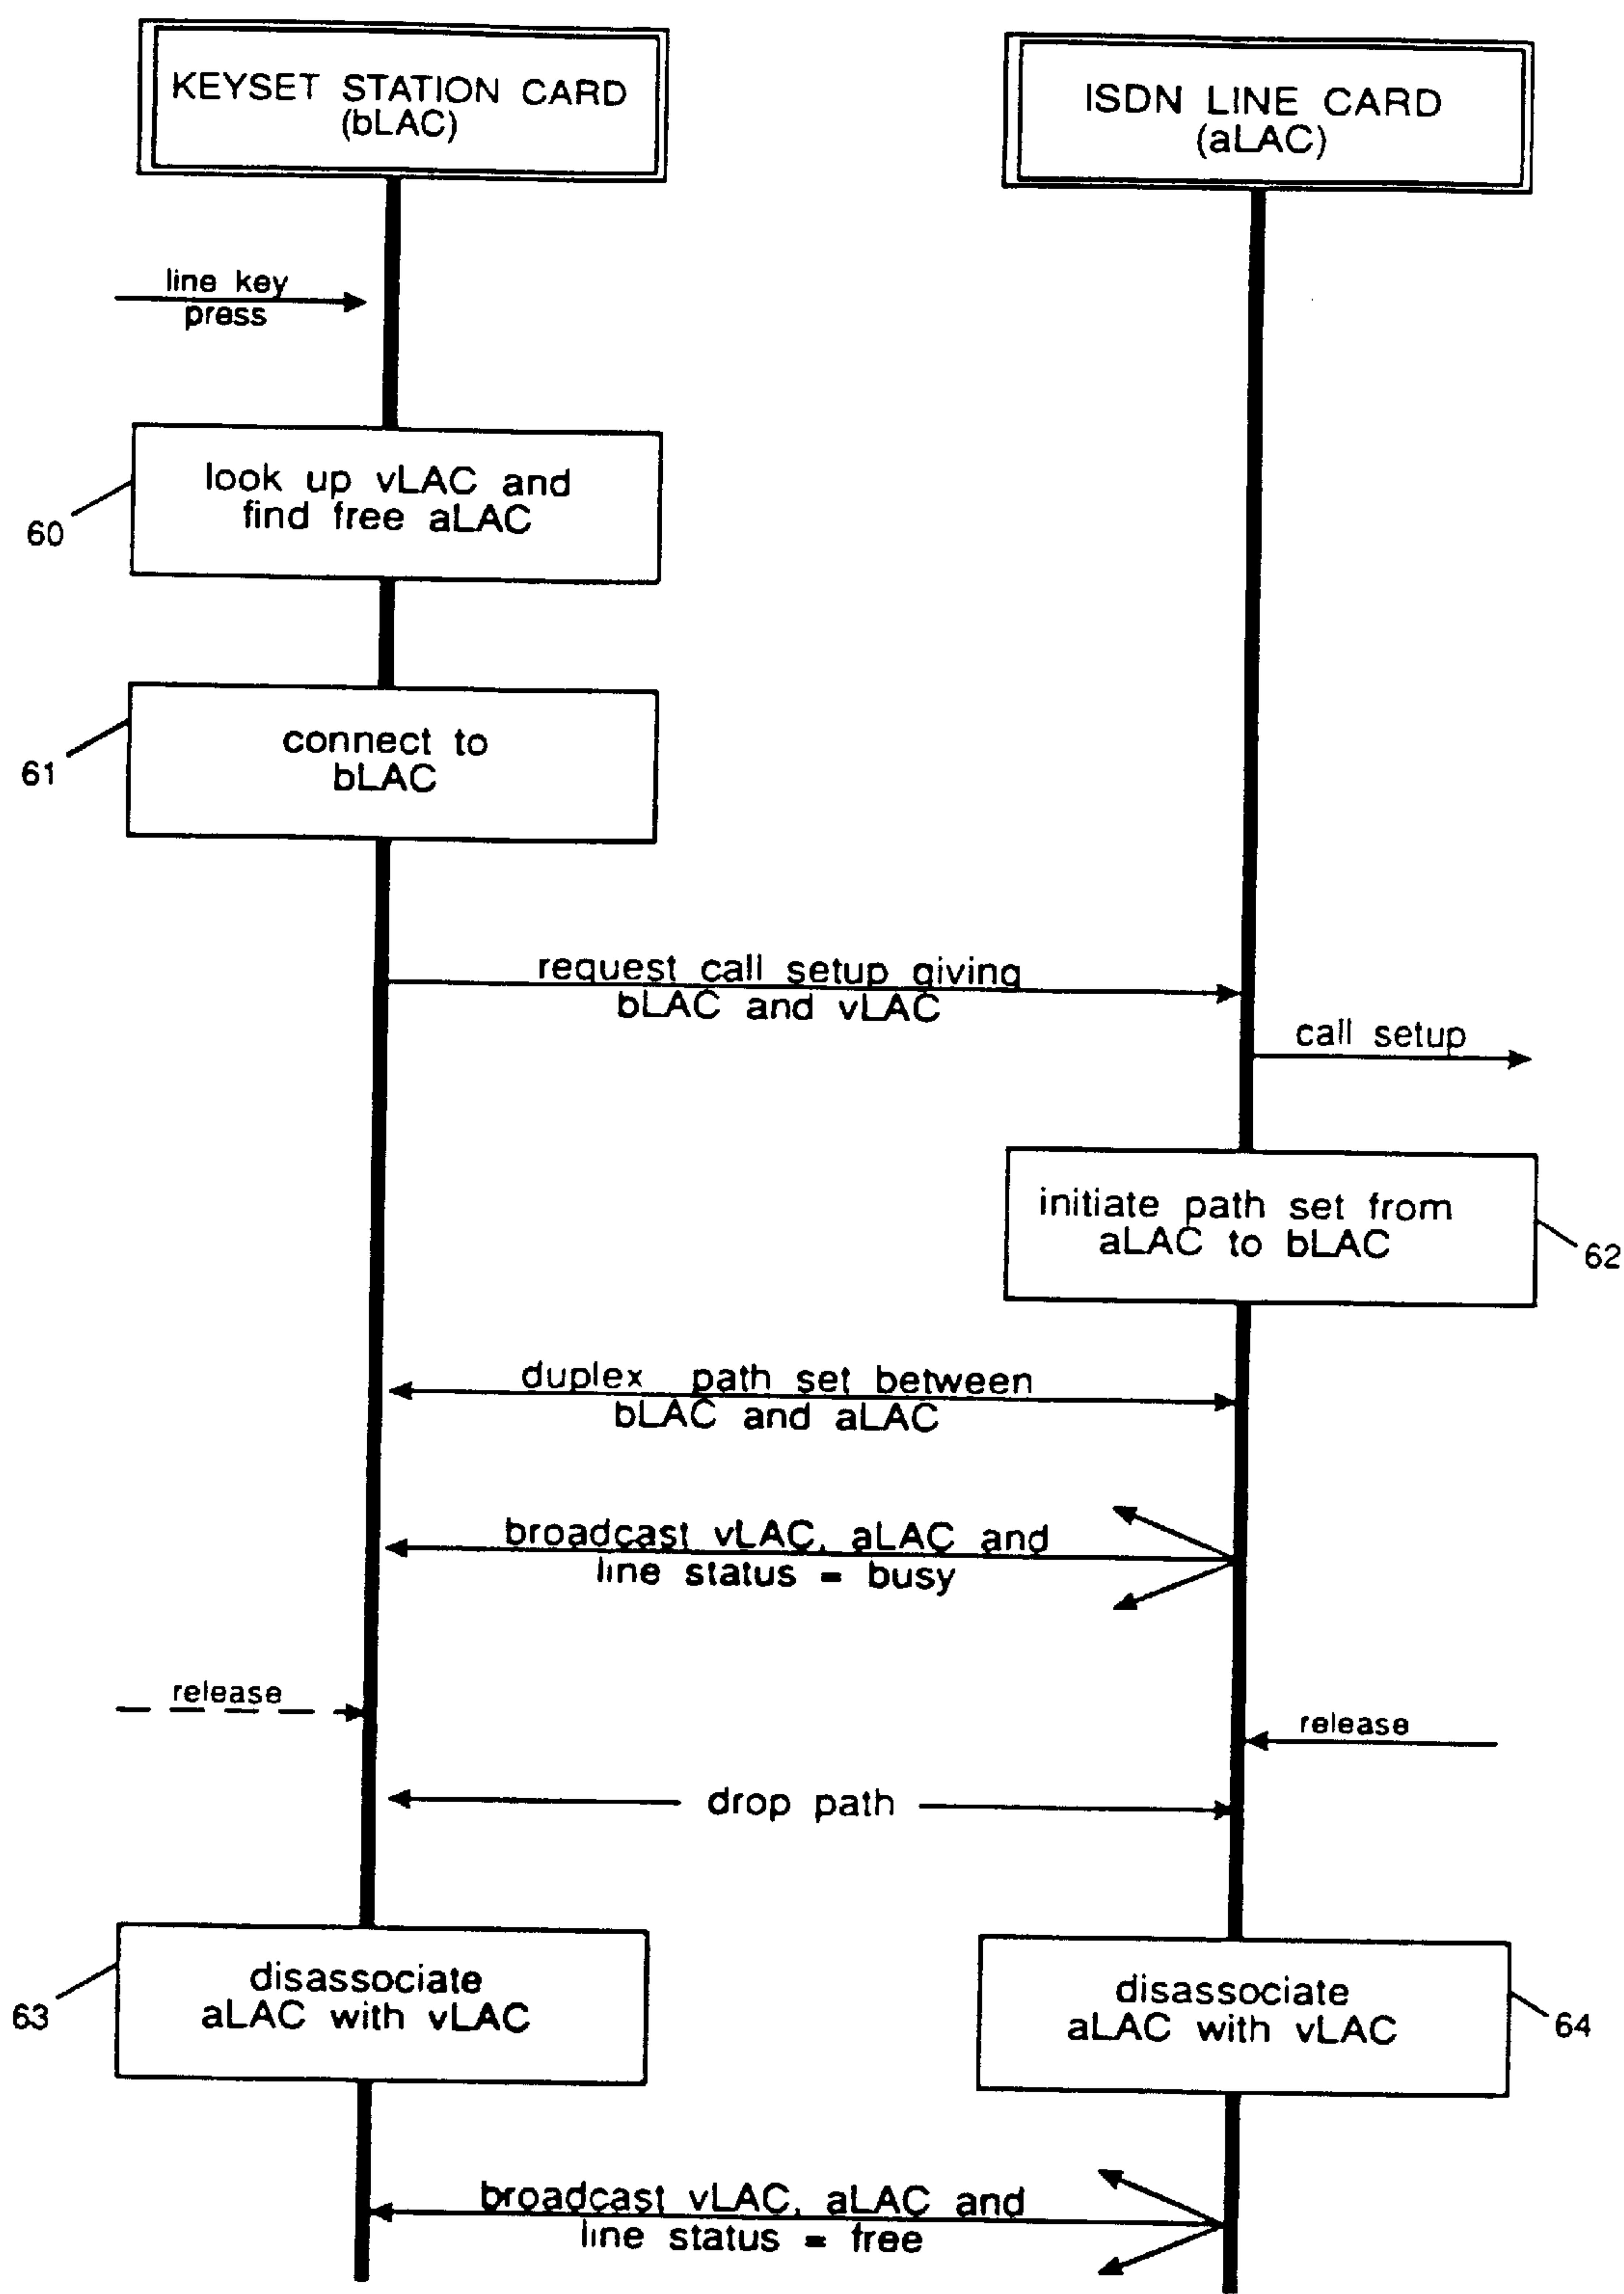 KEYSET STATION CARD
(bLAC)
ISDN LINE CARD
(aLAC)
line key
press
look up vLAC and
find free aLAC
60
connect to
bLAC
61
request call setup giving
bLAC and vLAC
call setup
initiate path set from
aLAC to bLAC
62
duplex path set between
bLAC and aLAC
broadcast vLAC, aLAC and
line status = busy
release
release
drop path
disassociate
aLAC with vLAC
63
disassociate
aLAC with vLAC
64
broadcast vLAC, aLAC and
line status = free